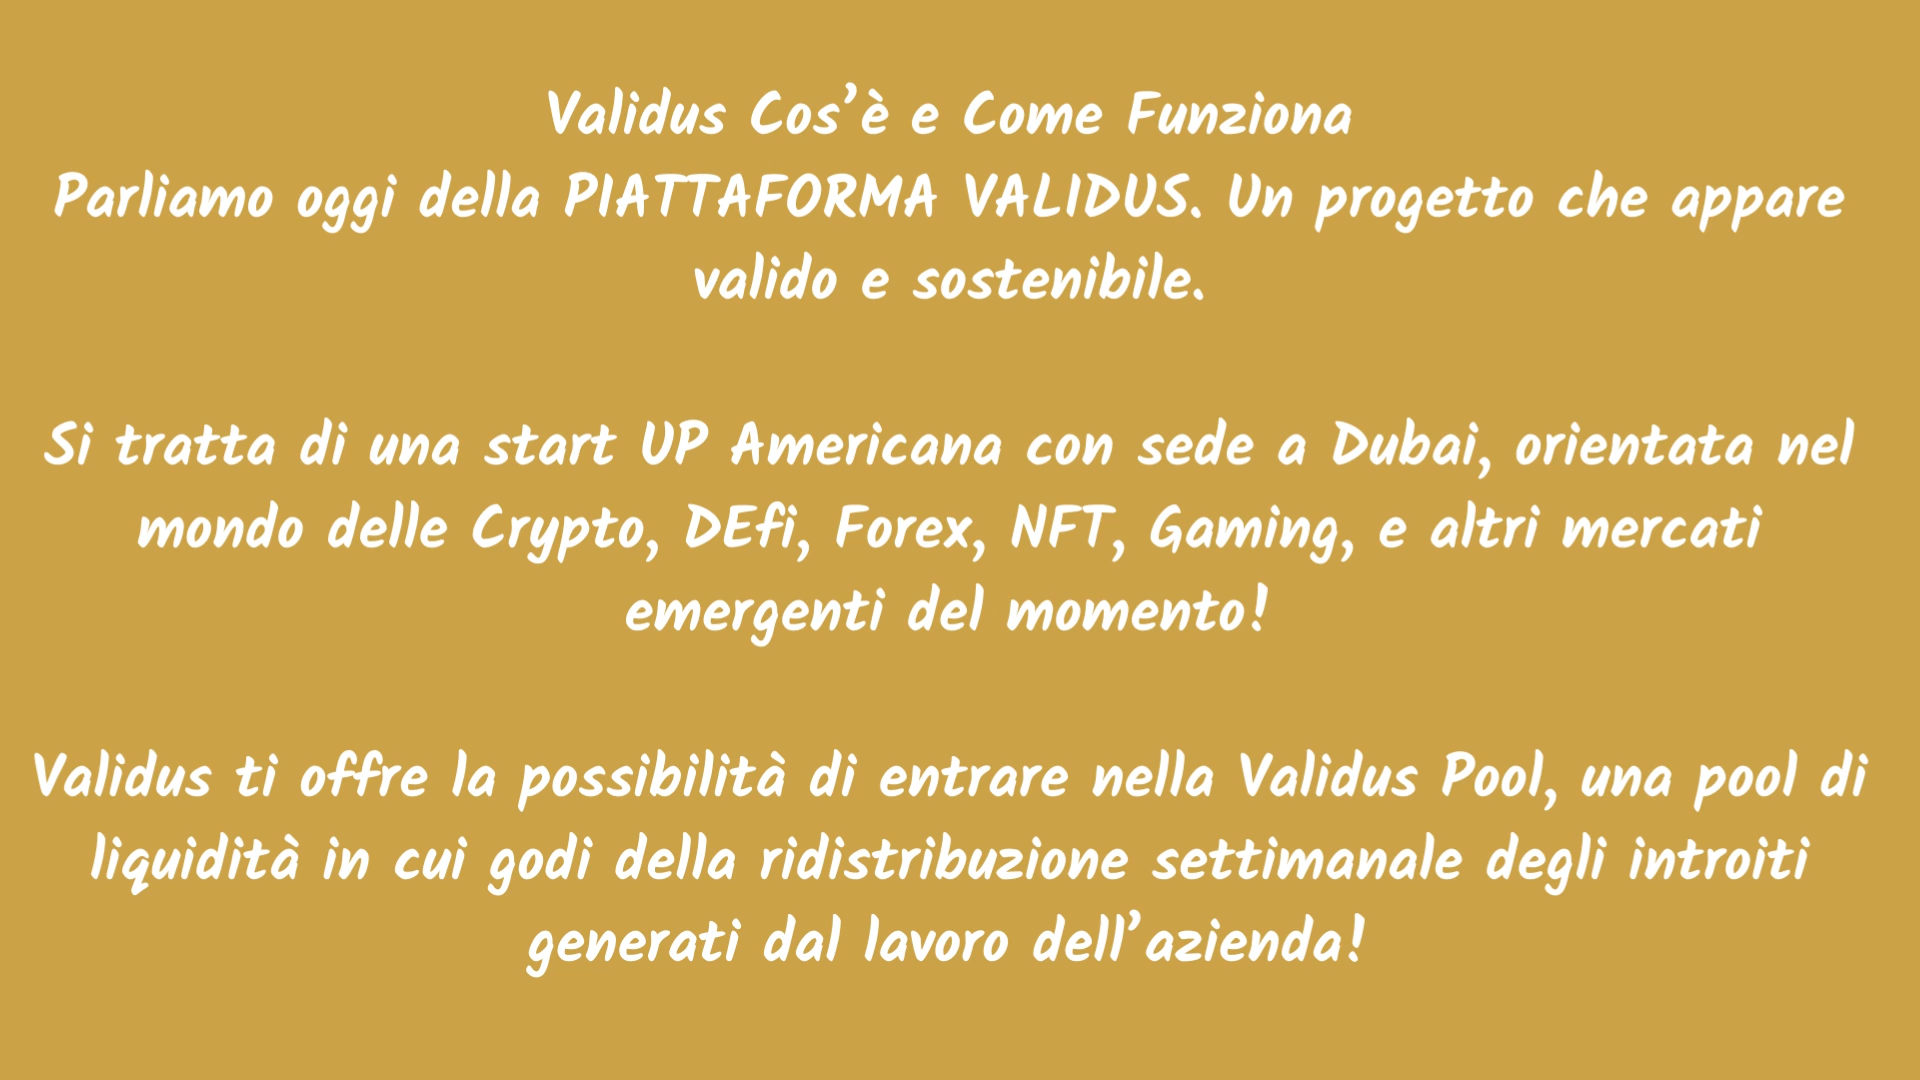 Validus Cos’è e Come Funziona
Parliamo oggi della PIATTAFORMA VALIDUS. Un progetto che appare
valido e sostenibile.
Si tratta di una start UP Americana con sede a Dubai, orientata nel
mondo delle Crypto, DEfi, Forex, NFT, Gaming, e altri mercati
emergenti del momento!
Validus ti offre la possibilità di entrare nella Validus Pool, una pool di
liquidità in cui godi della ridistribuzione settimanale degli introiti
generati dal lavoro dell’azienda!